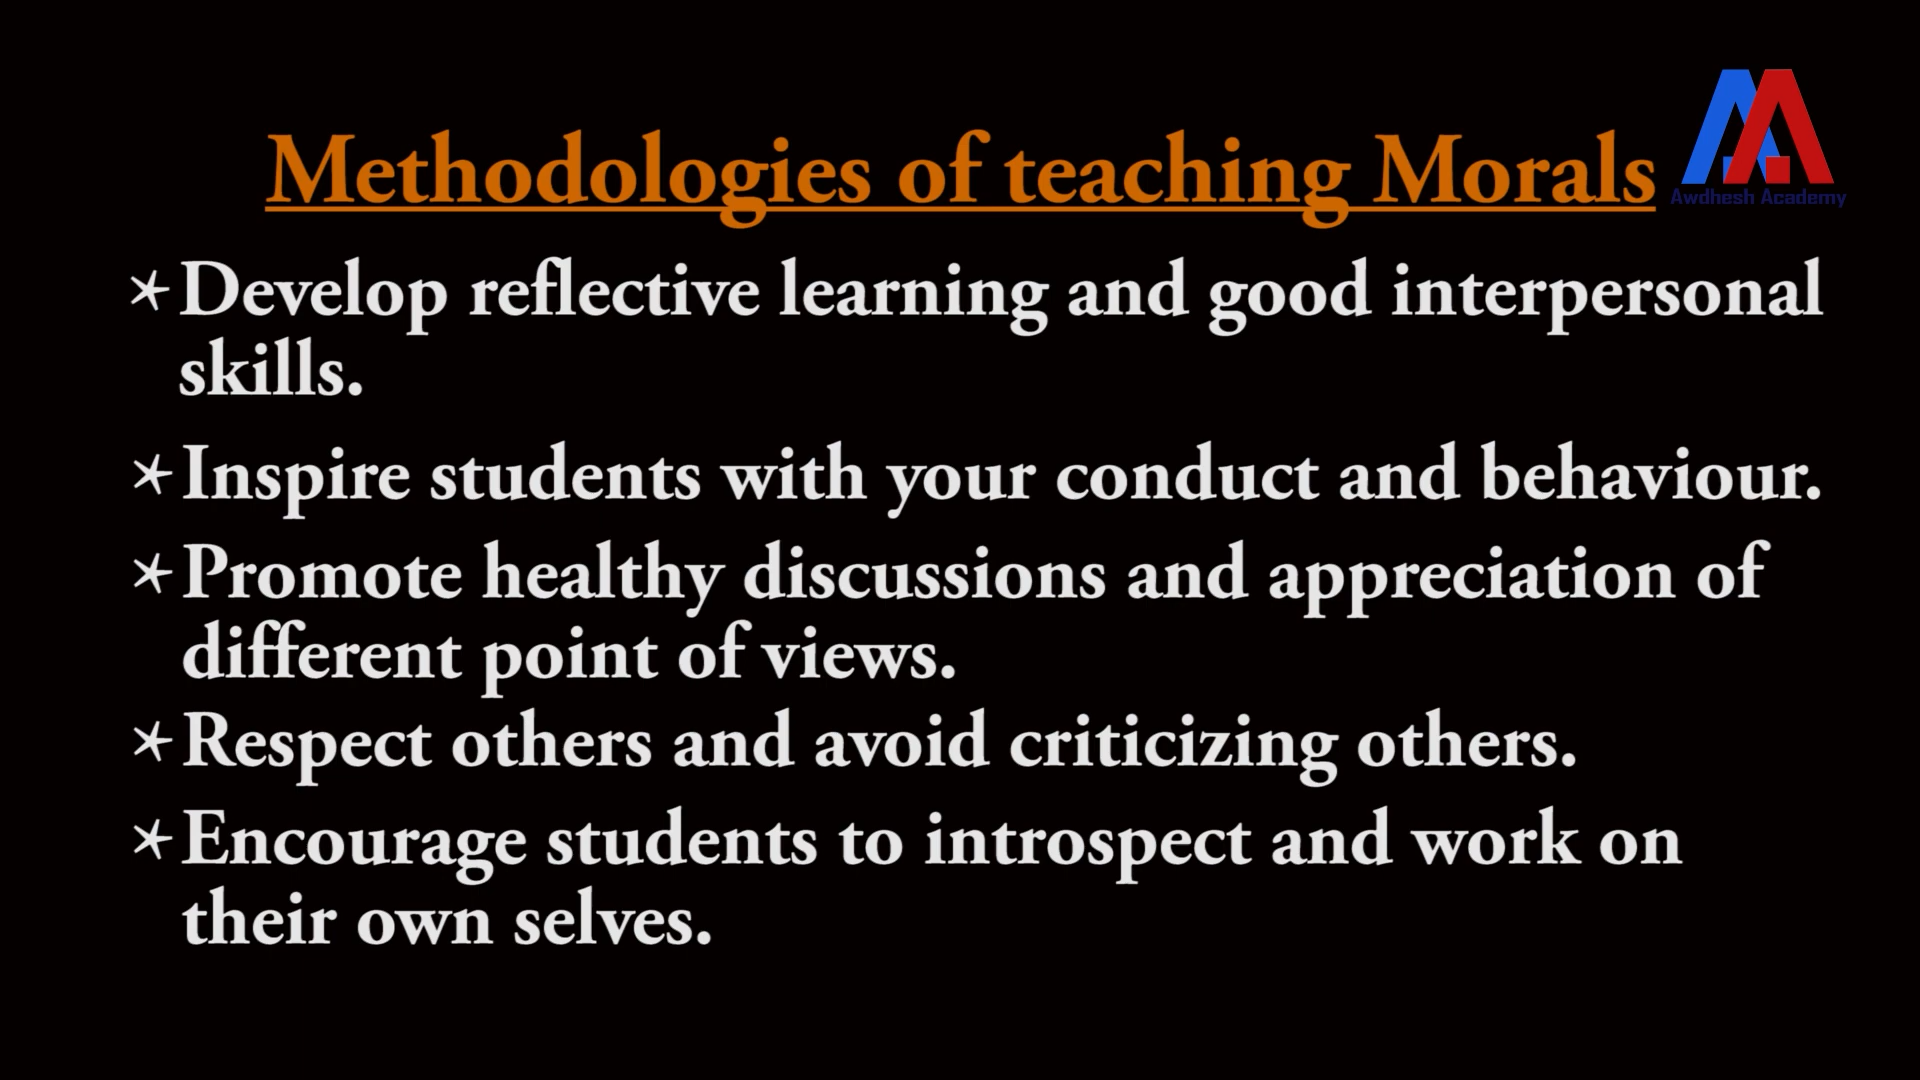 Methodologies of teaching Morals
Awdhesh Academy
*Develop reflective learning and good interpersonal
skills.
*Inspire students with your conduct and behaviour.
*Promote healthy discussions and appreciation of
different point of views.
*Respect others and avoid criticizing others.
*Encourage students to introspect and work on
their own selves.